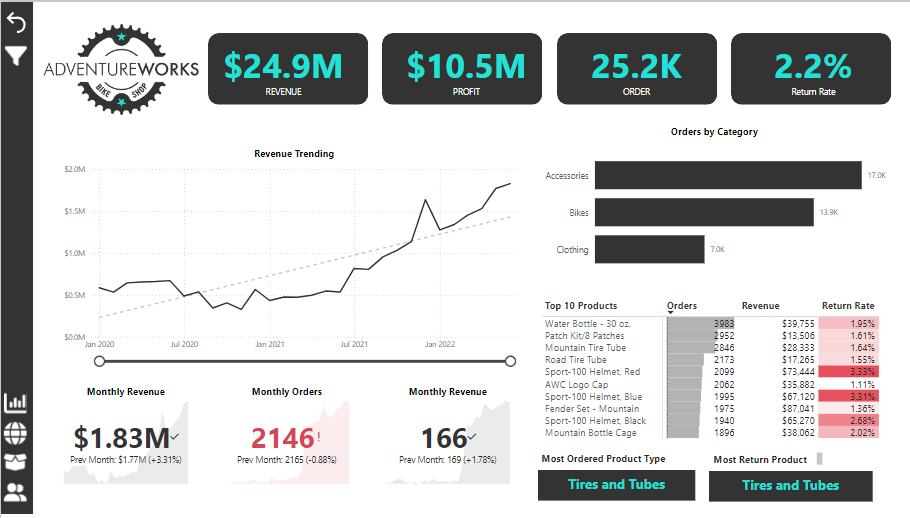 ADVENTUREWORKS
BIKE SHOP
$24.9M
REVENUE
$10.5M
PROFIT
25.2K
ORDER
2.2%
Return Rate
Revenue Trending
$2.0M
$1.5M
$1.0M
$0.5M
$0.0M
Jan 2020 Jul 2020 Jan 2021 Jul 2021 Jan 2022
Orders by Category
Accessories 17.0K
Bikes 13.9K
Clothing 7.0K
Top 10 Products Orders Revenue Return Rate
Water Bottle - 30 oz. 3983 $39,755 1.95%
Patch Kit/8 Patches 2952 $13,506 1.61%
Mountain Tire Tube 2846 $28,333 1.64%
Road Tire Tube 2173 $17,265 1.55%
Sport-100 Helmet, Red 2099 $73,444 3.33%
AWC Logo Cap 2062 $35,882 1.11%
Sport-100 Helmet, Blue 1995 $67,120 3.31%
Fender Set - Mountain 1975 $87,041 1.36%
Sport-100 Helmet, Black 1940 $65,270 2.68%
Mountain Bottle Cage 1896 $38,062 2.02%
Monthly Revenue
$1.83M
Prev Month: $1.77M (+3.31%)
Monthly Orders
2146!
Prev Month: 2165 (-0.88%)
Monthly Revenue
166
Prev Month: 169 (+1.78%)
Most Ordered Product Type
Tires and Tubes
Most Return Product
Tires and Tubes